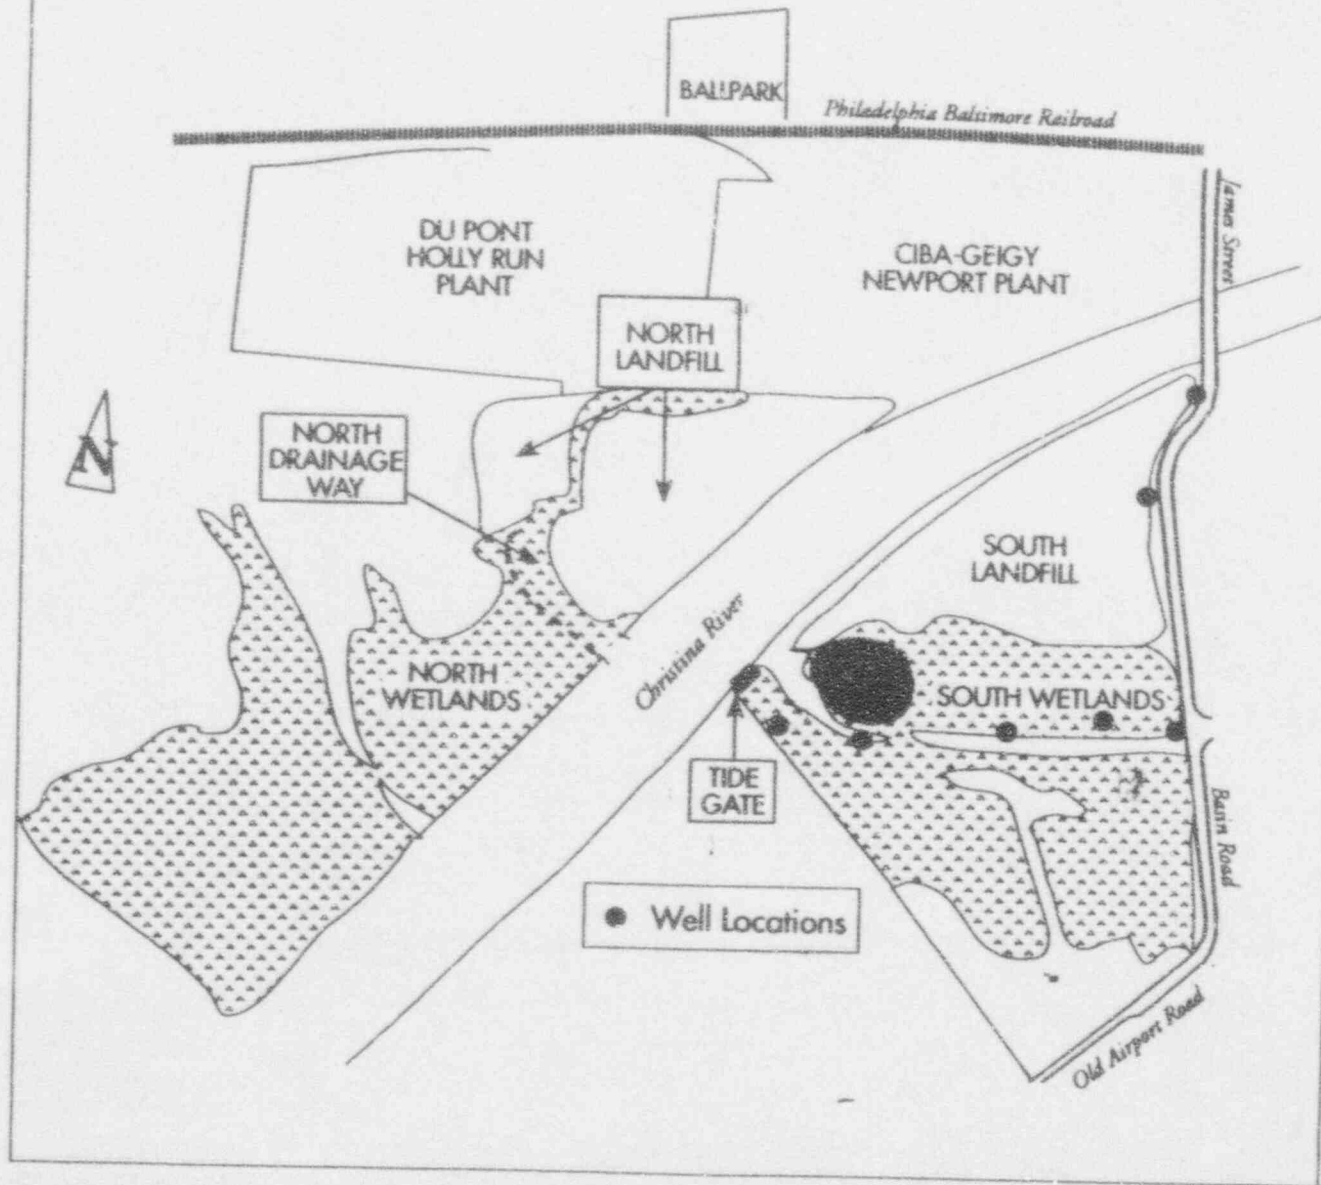 BALLPARK
Philadelphia Baltimore Railroad
James Street
DU PONT
HOLLY RUN
PLANT
CIBA-GEIGY
NEWPORT PLANT
NORTH
LANDFILL
N
NORTH
DRAINAGE
WAY
SOUTH
LANDFILL
Christina River
NORTH
WETLANDS
SOUTH WETLANDS
TIDE
GATE
Basin Road
Well Locations
Old Airport Road